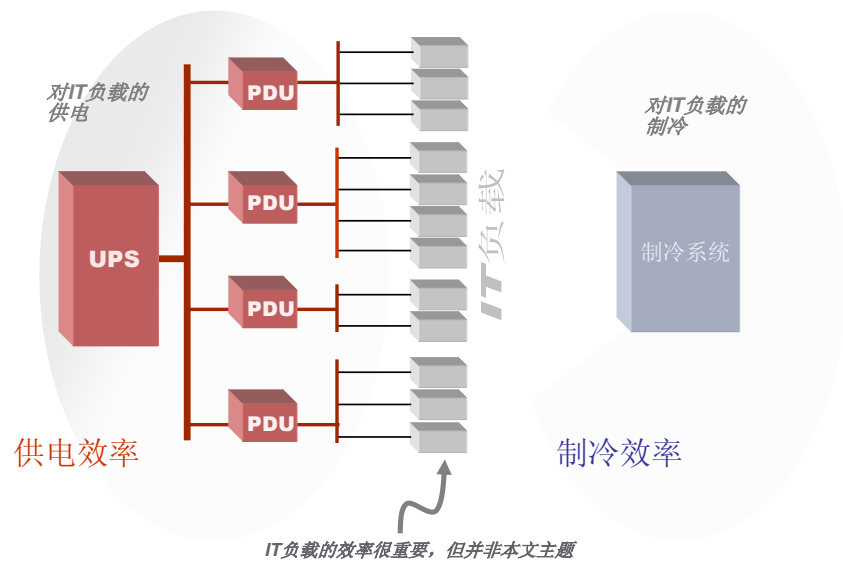 对IT负载的
供电
UPS
PDU
PDU
PDU
PDU
IT负载
对IT负载的
制冷
制冷系统
供电效率
制冷效率
IT负载的效率很重要，但并非本文主题